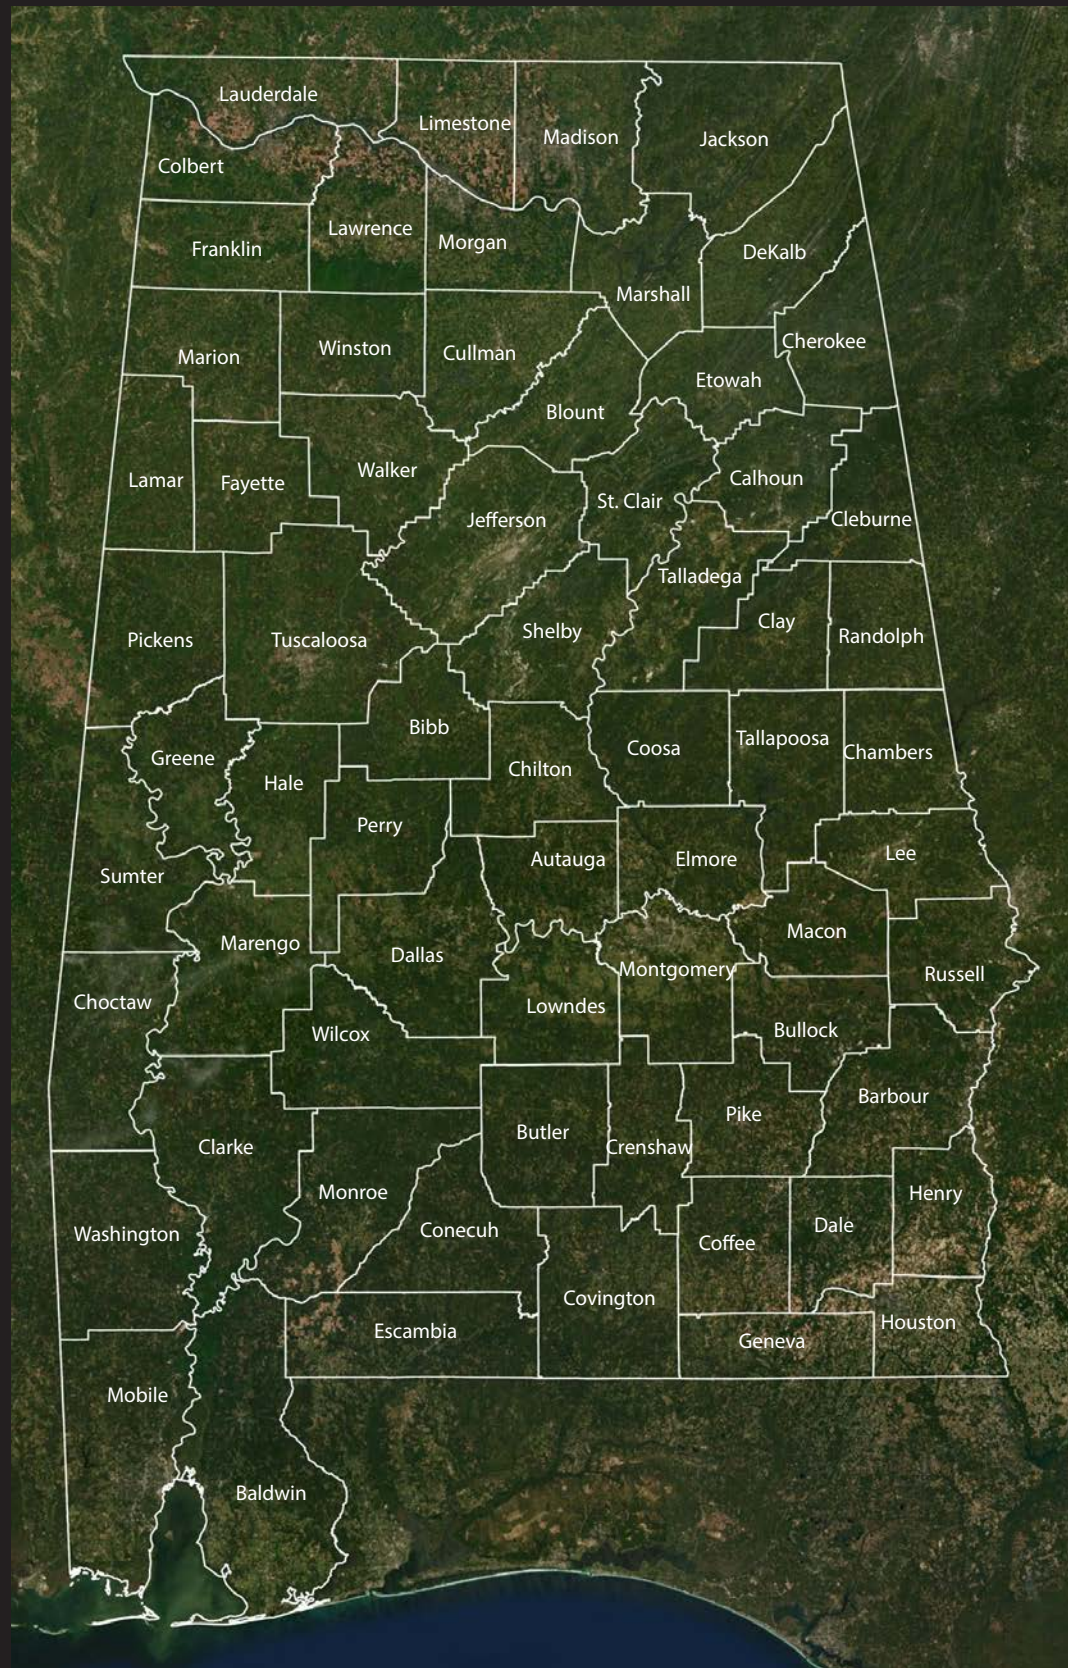 Lauderdale
Limestone
Madison
Jackson
Colbert
Lawrence
Franklin
Morgan
DeKalb
Marshall
Cherokee
Marion
Winston
Cullman
Etowah
Blount
Lamar
Fayette
Walker
Jefferson
St. Clair
Calhoun
Cleburne
Talladega
Pickens
Tuscaloosa
Shelby
Clay
Randolph
Bibb
Greene
Hale
Chilton
Coosa
Tallapoosa
Chambers
Perry
Sumter
Autauga
Elmore
Lee
Marengo
Dallas
Macon
Montgomery
Russell
Choctaw
Lowndes
Wilcox
Bullock
Barbour
Clarke
Butler
Crenshaw
Pike
Monroe
Henry
Washington
Conecuh
Coffee
Dale
Covington
Escambia
Geneva
Houston
Mobile
Baldwin